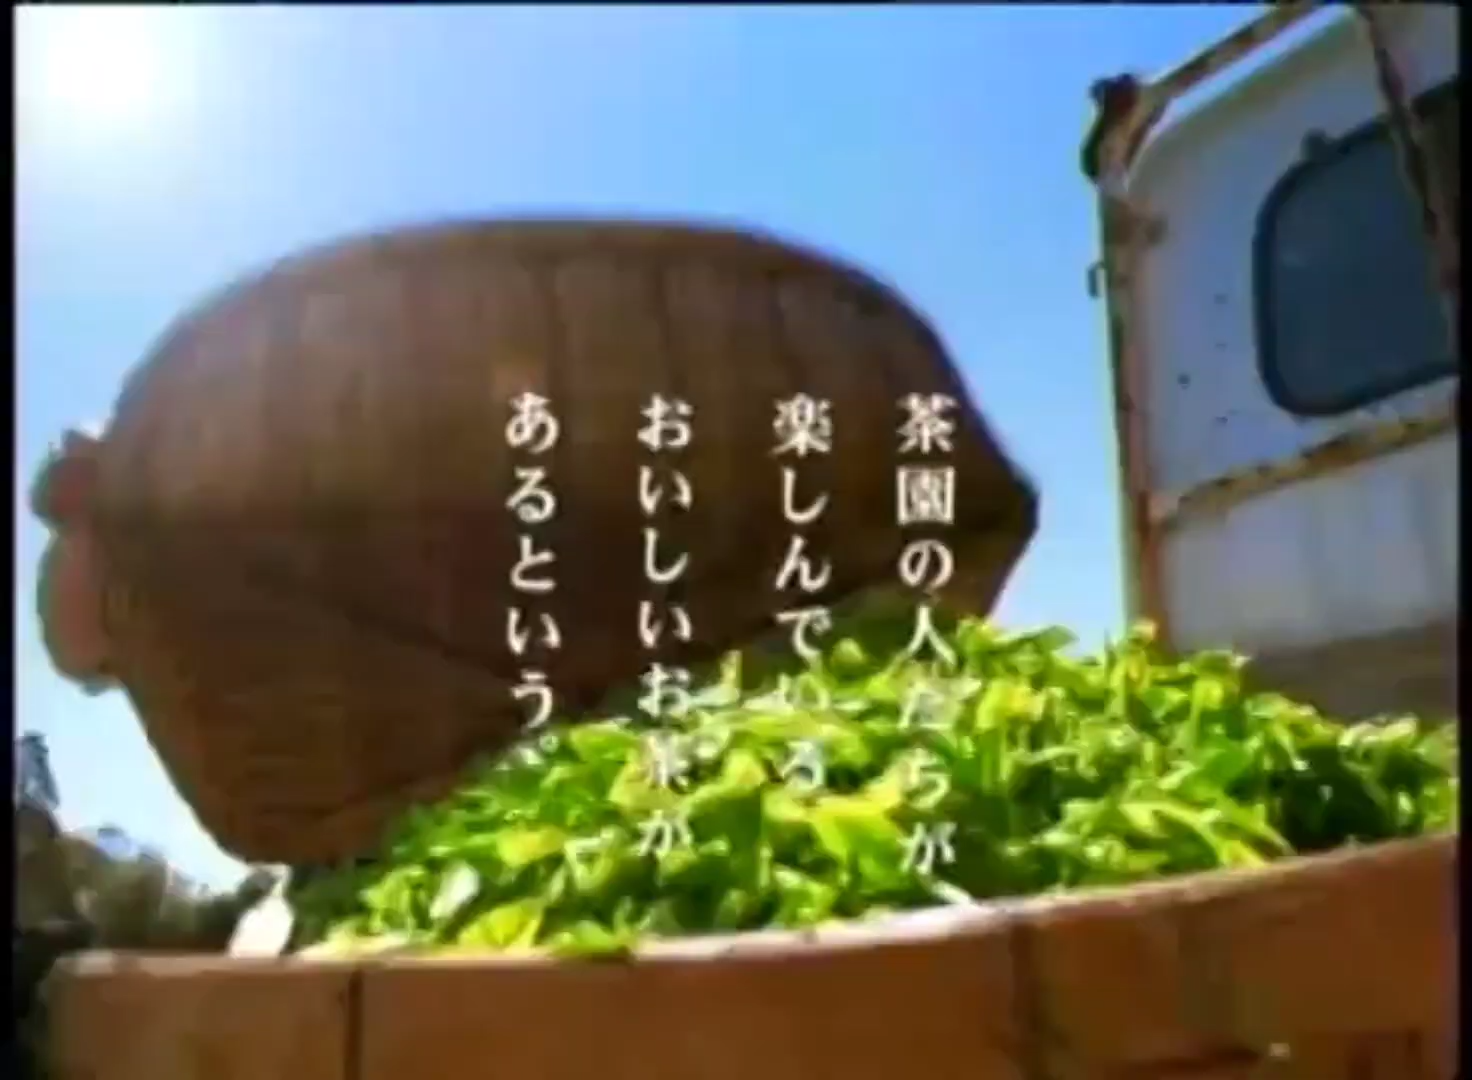 茶園の人たちが
楽しんでいる
おいしいお茶が
あるという。